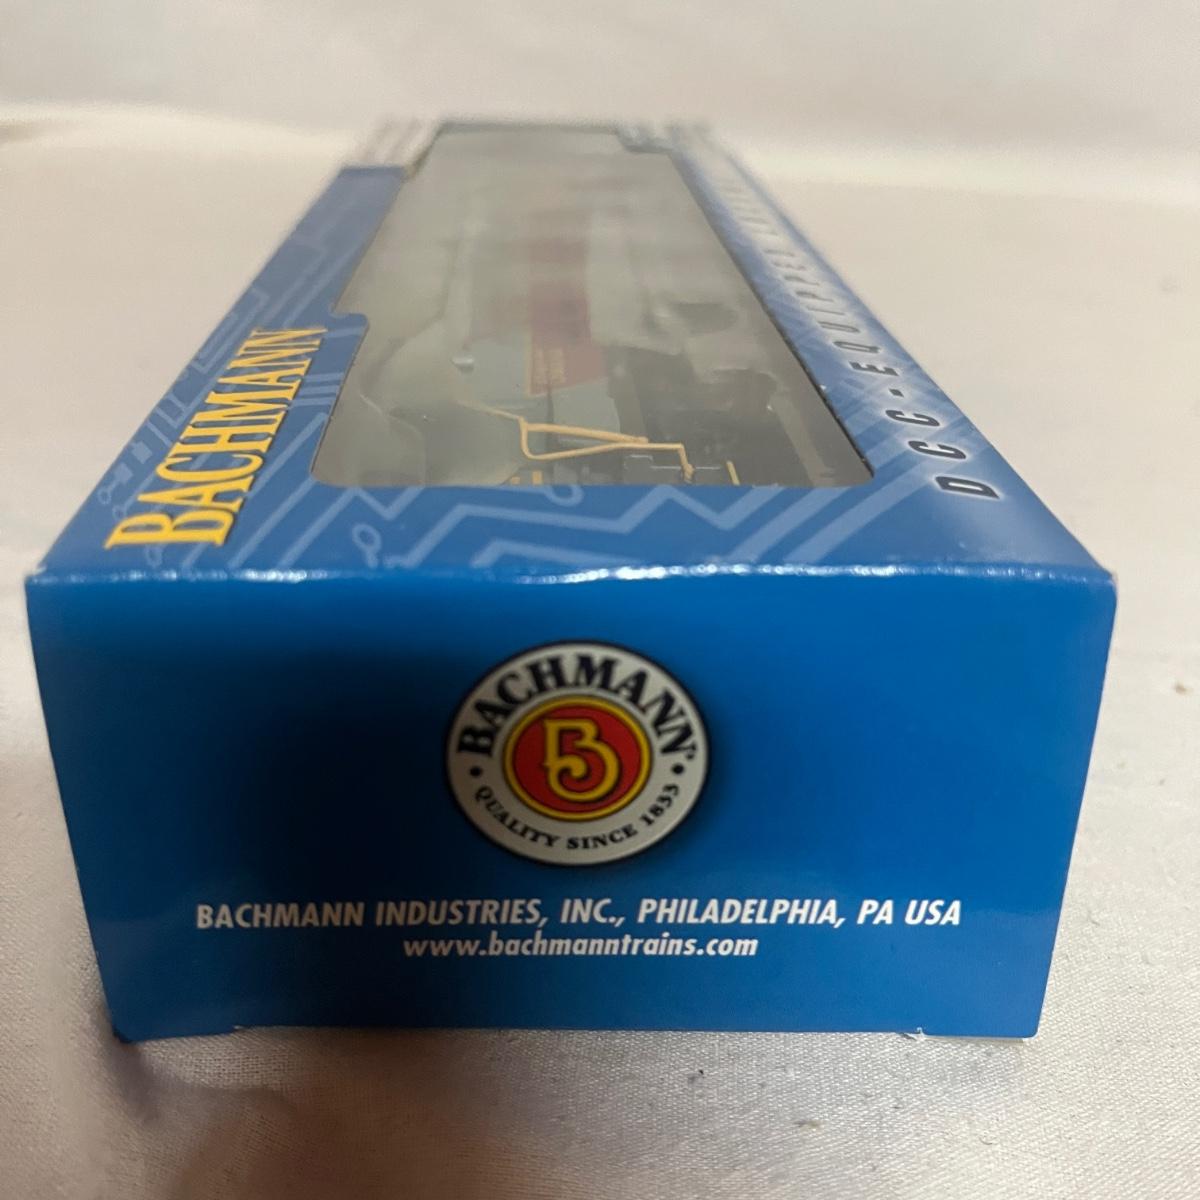 BACHMANN
DCC-EQUIPPED
BACHMANN
B
QUALITY SINCE 1833
BACHMANN INDUSTRIES, INC., PHILADELPHIA, PA USA
www.bachmanntrains.com